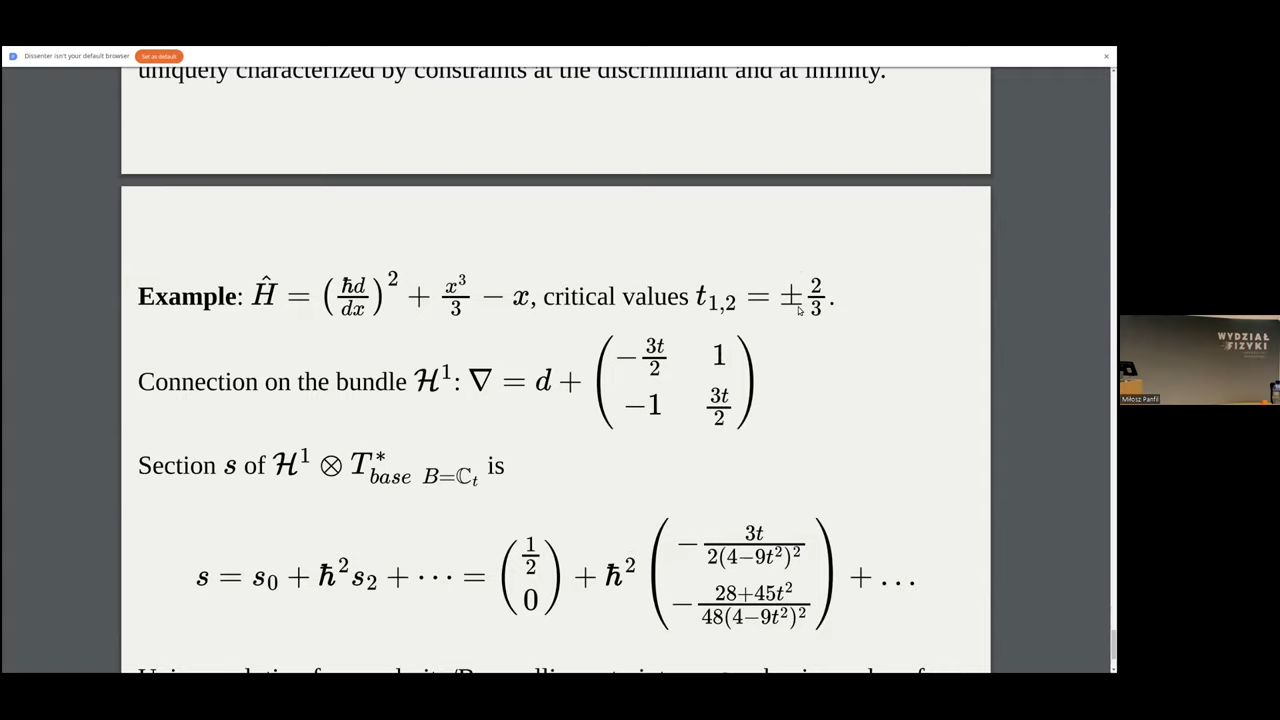 Dissenter isn't your default browser Set as default
uniquely characterized by constraints at the discriminant and at infinity.
Example: Ĥ = (ħd/dx)² + x³/3 − x, critical values t₁,₂ = ±2/3.
Connection on the bundle ℋ¹: ∇ = d + ( −3t/2 1 ; −1 3t/2 )
Section s of ℋ¹ ⊗ T*_{base B=ℂ_t} is
s = s₀ + ħ²s₂ + ⋯ = ( 1/2 ; 0 ) + ħ² ( −3t/(2(4−9t²)²) ; −(28+45t²)/(48(4−9t²)²) ) + …
WYDZIAŁ
FIZYKI
Miłosz Panfil